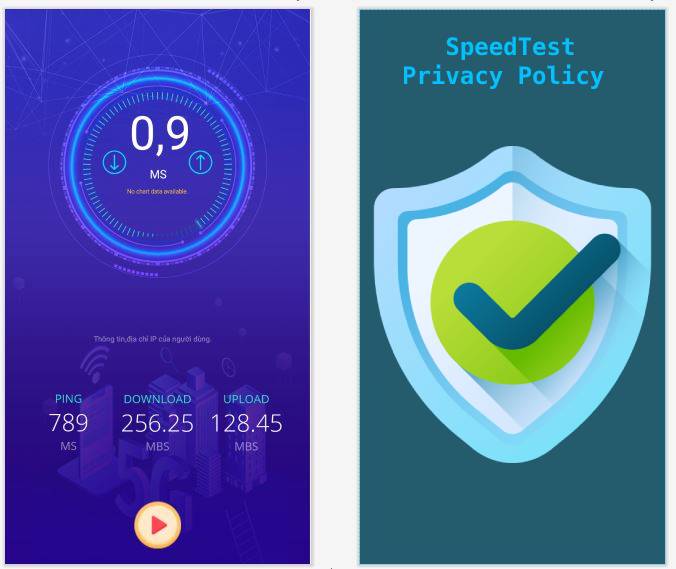 0,9
MS
No chart data available.
Thông tin,địa chỉ IP của người dùng.
PING DOWNLOAD UPLOAD
789 256.25 128.45
MS MBS MBS
5G
SpeedTest
Privacy Policy